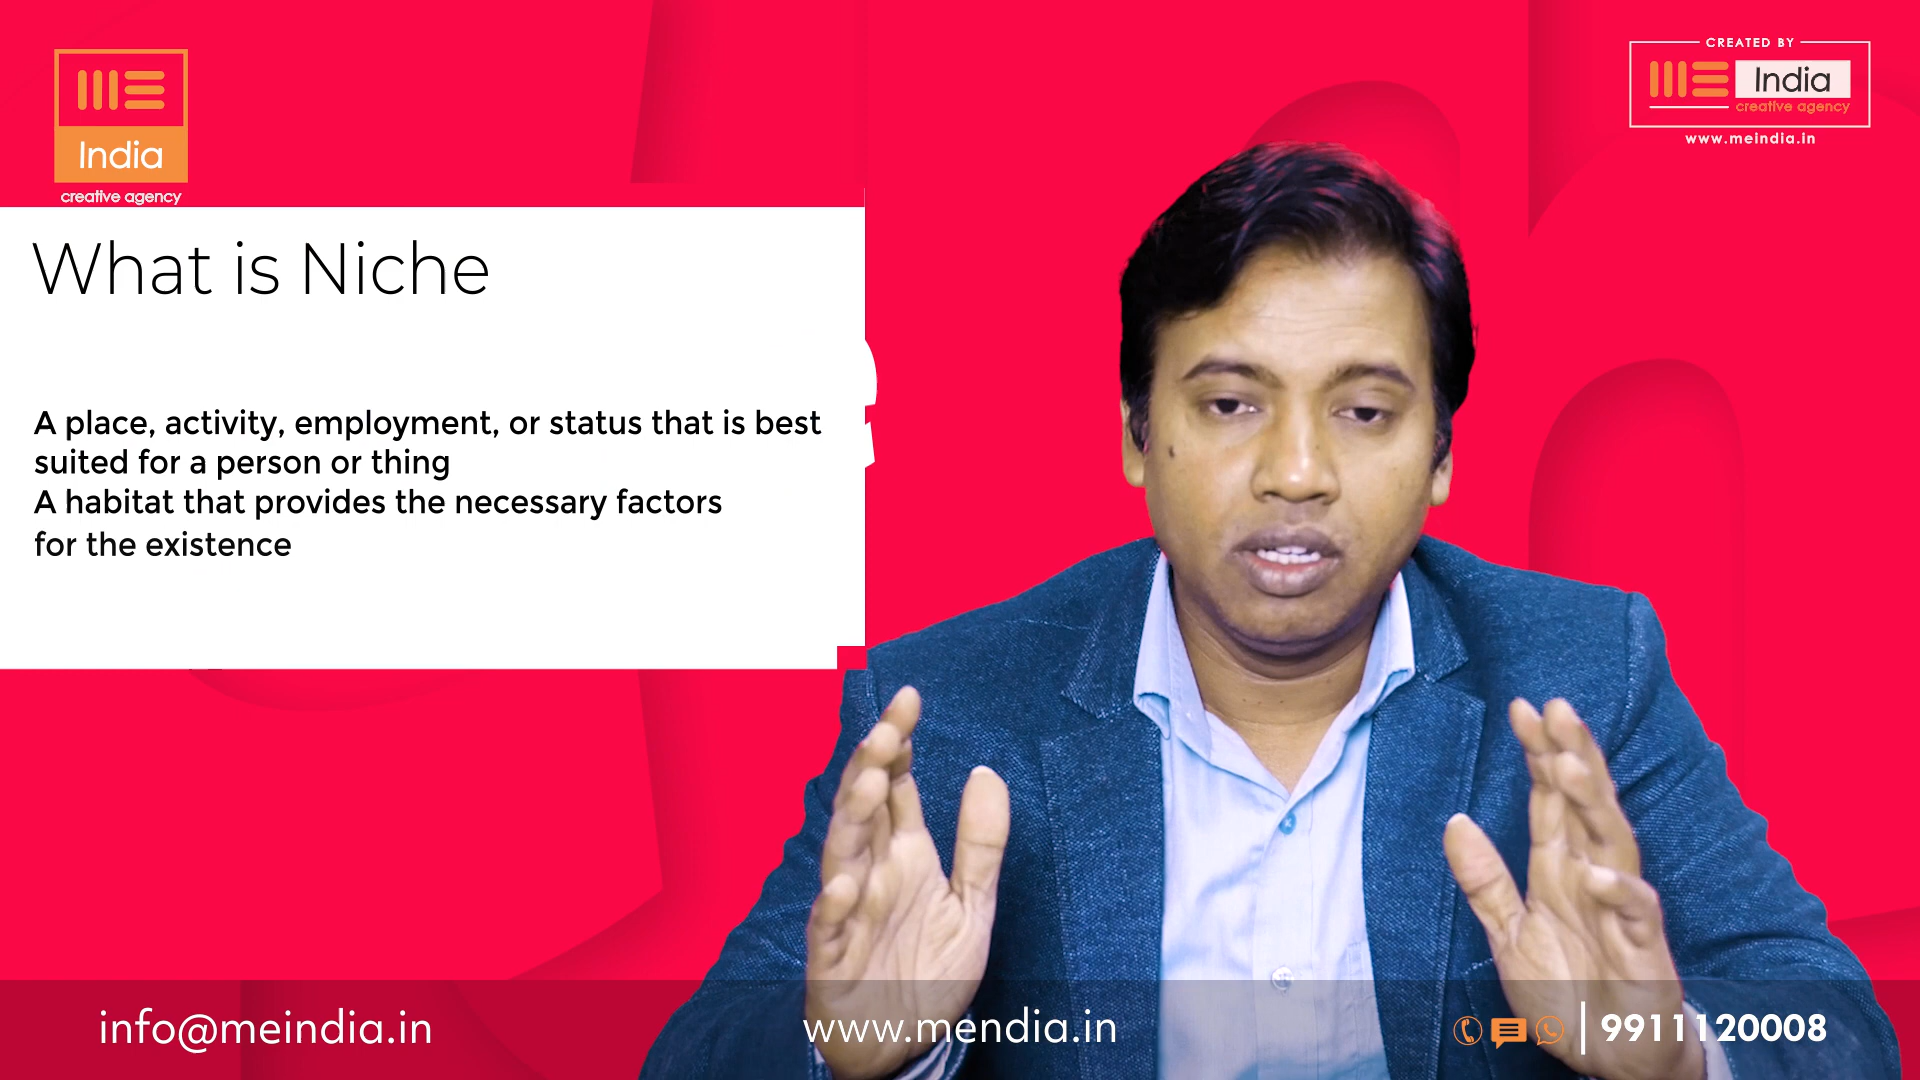 ME
India
creative agency
CREATED BY
ME India
creative agency
www.meindia.in
What is Niche
A place, activity, employment, or status that is best
suited for a person or thing
A habitat that provides the necessary factors
for the existence
info@meindia.in
www.mendia.in
9911120008